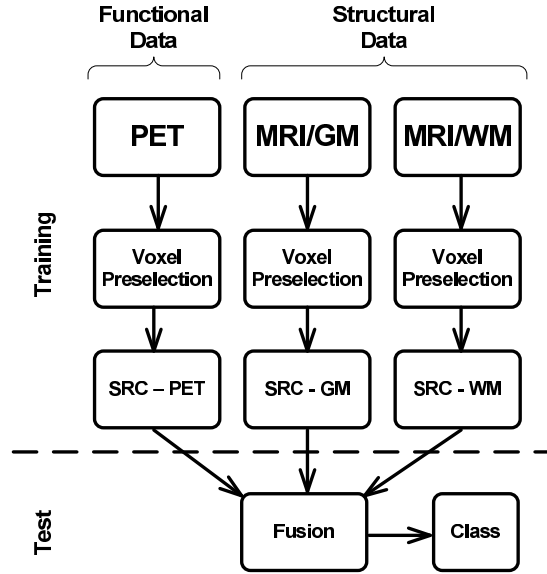 Functional
Data
Structural
Data
PET
MRI/GM
MRI/WM
Training
Voxel
Preselection
Voxel
Preselection
Voxel
Preselection
SRC – PET
SRC - GM
SRC - WM
Test
Fusion
Class